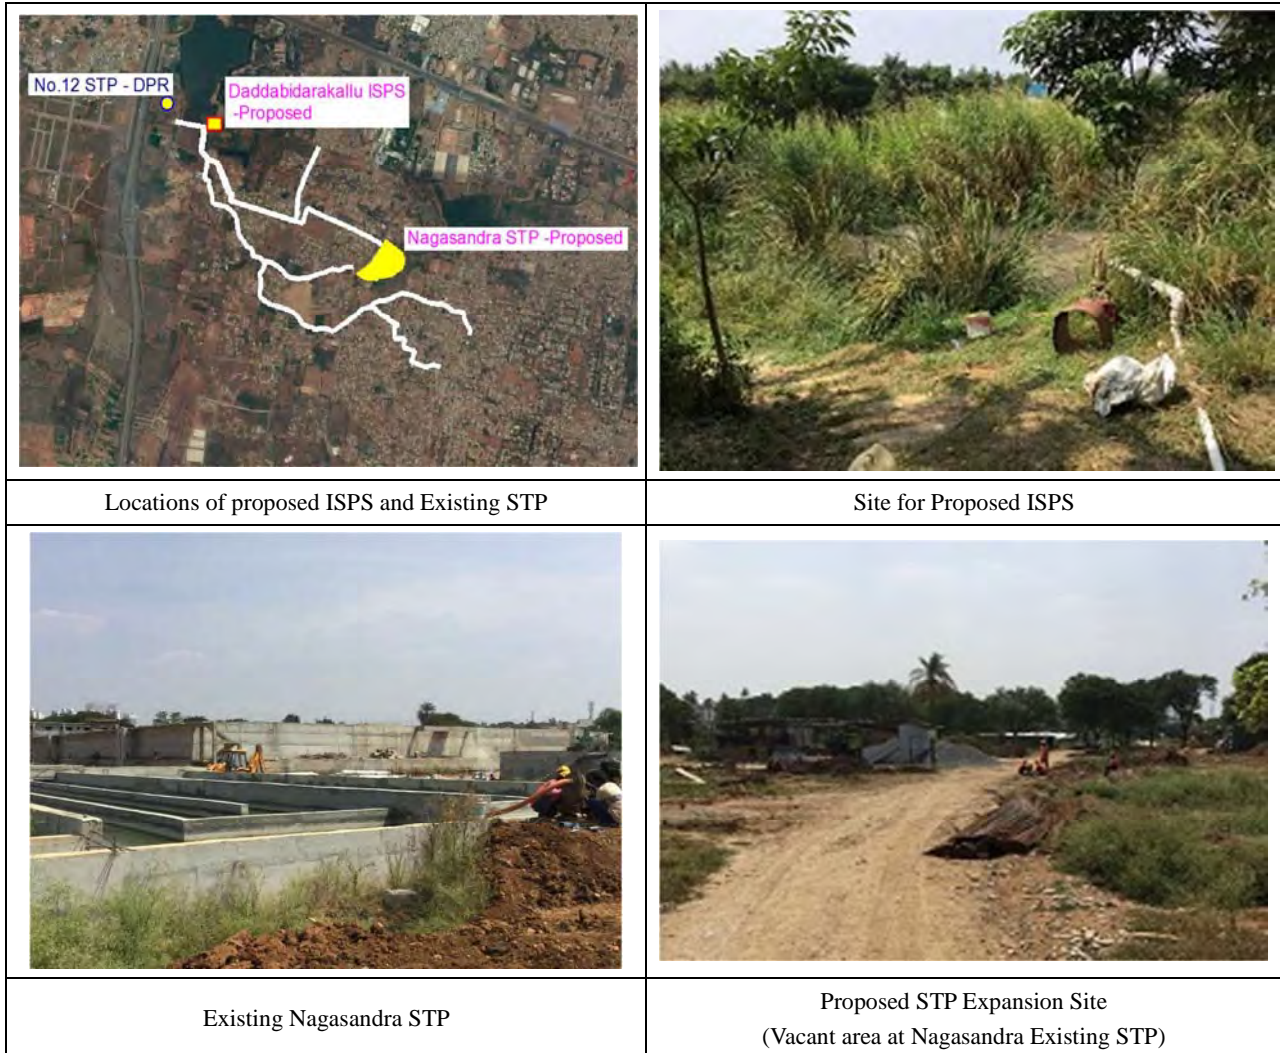 No.12 STP - DPR
Daddabidarakallu ISPS
-Proposed
Nagasandra STP -Proposed
Locations of proposed ISPS and Existing STP
Site for Proposed ISPS
Existing Nagasandra STP
Proposed STP Expansion Site
(Vacant area at Nagasandra Existing STP)